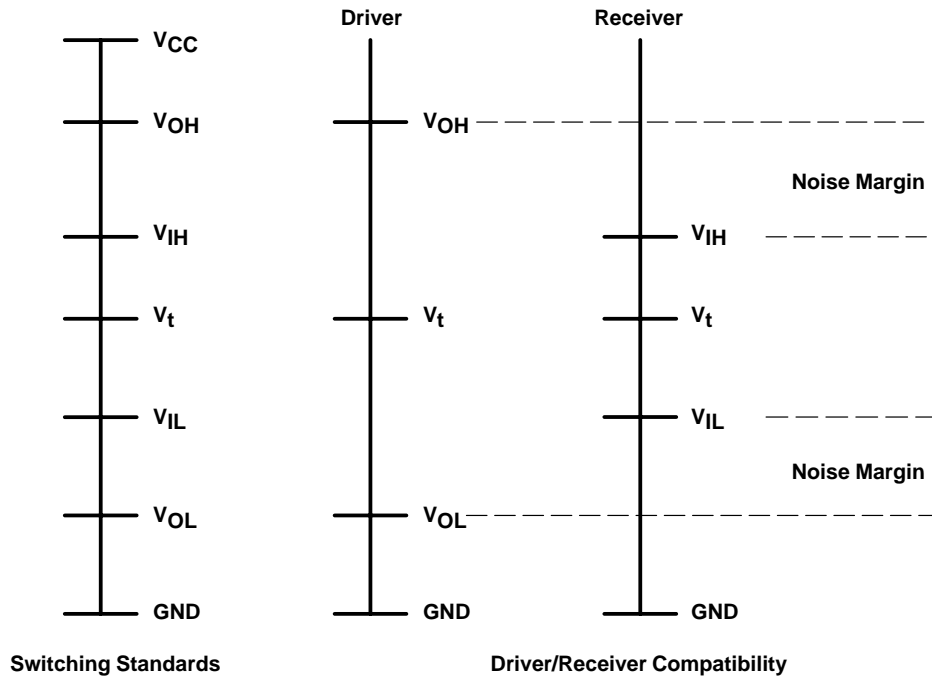 Driver Receiver
VCC
VOH VOH
Noise Margin
VIH VIH
Vt Vt Vt
VIL VIL
Noise Margin
VOL VOL
GND GND GND
Switching Standards Driver/Receiver Compatibility